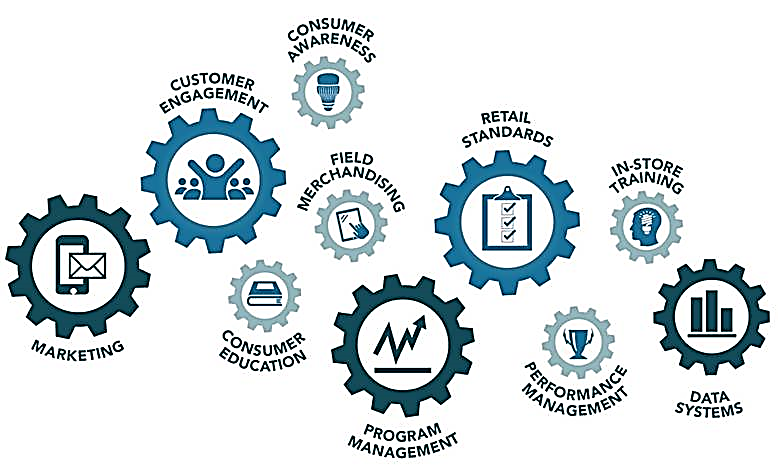 CONSUMER
AWARENESS
CUSTOMER
ENGAGEMENT
RETAIL
STANDARDS
FIELD
MERCHANDISING
IN-STORE
TRAINING
MARKETING
CONSUMER
EDUCATION
PROGRAM
MANAGEMENT
PERFORMANCE
MANAGEMENT
DATA
SYSTEMS